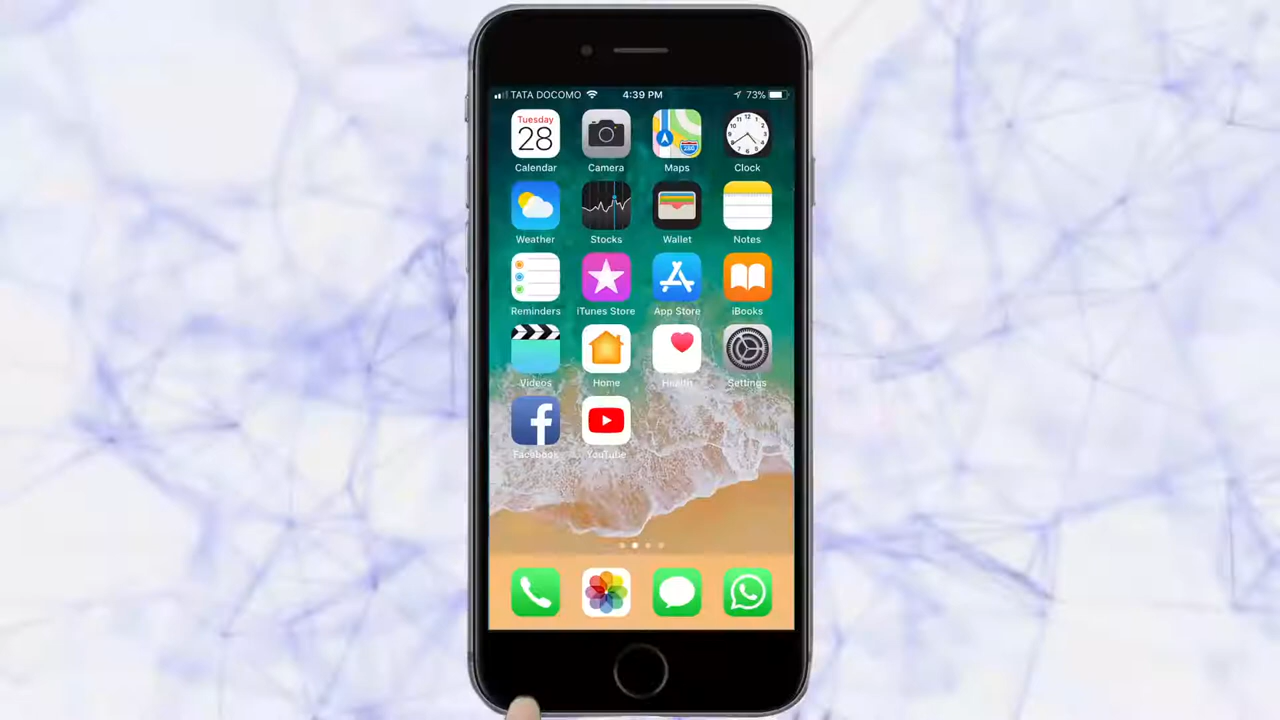 TATA DOCOMO 4:39 PM 73%
Tuesday
28
Calendar Camera Maps Clock
Weather Stocks Wallet Notes
Reminders iTunes Store App Store iBooks
Videos Home Health Settings
Facebook YouTube